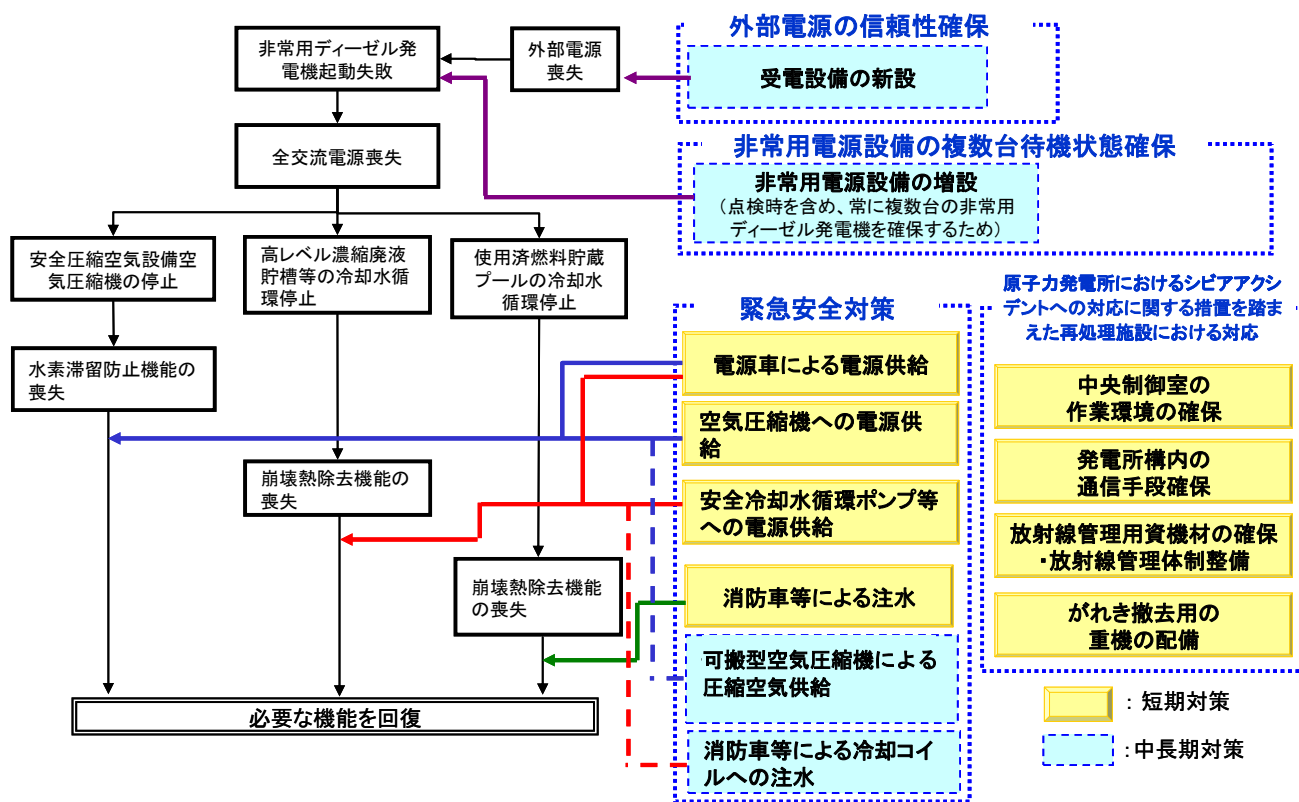 非常用ディーゼル発
電機起動失敗
外部電源
喪失
外部電源の信頼性確保
受電設備の新設
全交流電源喪失
非常用電源設備の複数台待機状態確保
非常用電源設備の増設
(点検時を含め、常に複数台の非常用
ディーゼル発電機を確保するため)
安全圧縮空気設備空
気圧縮機の停止
高レベル濃縮廃液
貯槽等の冷却水循
環停止
使用済燃料貯蔵
プールの冷却水
循環停止
水素滞留防止機能の
喪失
崩壊熱除去機能の
喪失
崩壊熱除去機能
の喪失
必要な機能を回復
緊急安全対策
電源車による電源供給
空気圧縮機への電源供
給
安全冷却水循環ポンプ等
への電源供給
消防車等による注水
可搬型空気圧縮機による
圧縮空気供給
消防車等による冷却コイ
ルへの注水
原子力発電所におけるシビアアクシ
デントへの対応に関する措置を踏ま
えた再処理施設における対応
中央制御室の
作業環境の確保
発電所構内の
通信手段確保
放射線管理用資機材の確保
・放射線管理体制整備
がれき撤去用の
重機の配備
:短期対策
:中長期対策